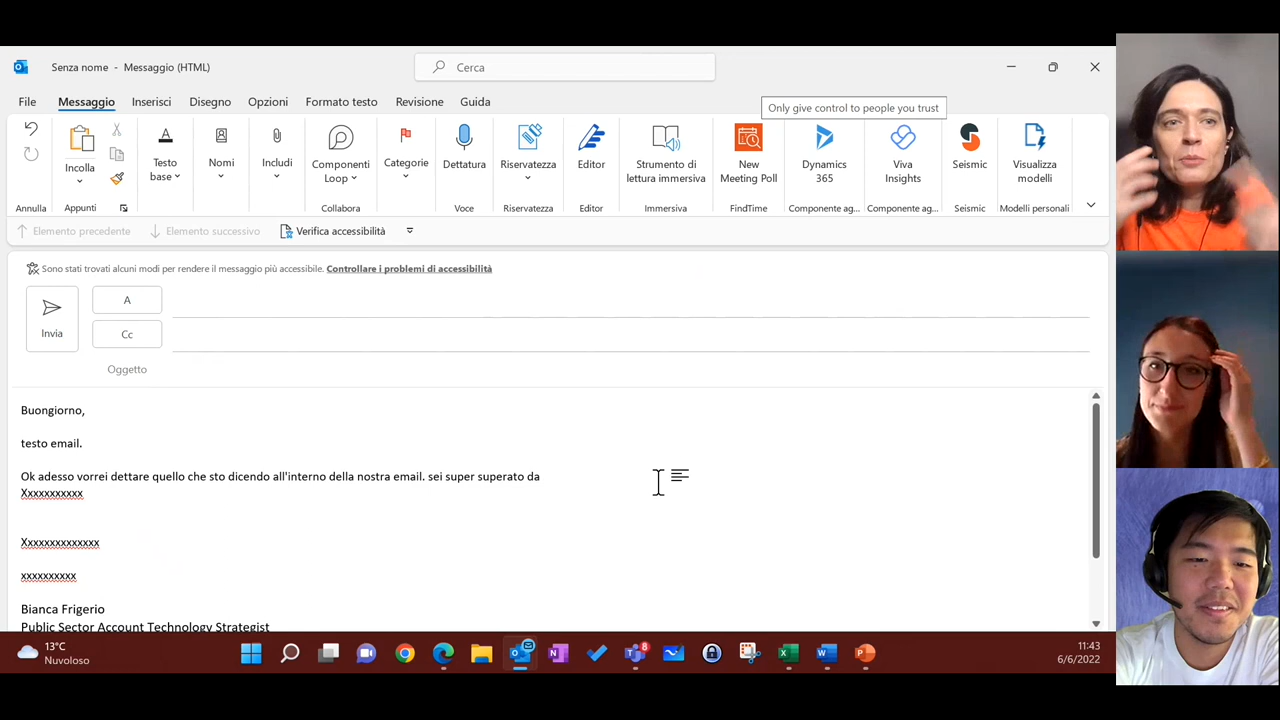 Senza nome - Messaggio (HTML)
Cerca
File Messaggio Inserisci Disegno Opzioni Formato testo Revisione Guida
Only give control to people you trust
Incolla
Testo base
Nomi
Includi
Componenti Loop
Categorie
Dettatura
Riservatezza
Editor
Strumento di lettura immersiva
New Meeting Poll
Dynamics 365
Viva Insights
Seismic
Visualizza modelli
Annulla Appunti Collabora Voce Riservatezza Editor Immersiva FindTime Componente ag... Componente ag... Seismic Modelli personali
Elemento precedente Elemento successivo Verifica accessibilità
Sono stati trovati alcuni modi per rendere il messaggio più accessibile. Controllare i problemi di accessibilità
Invia
A
Cc
Oggetto
Buongiorno,
testo email.
Ok adesso vorrei dettare quello che sto dicendo all'interno della nostra email. sei super superato da
Xxxxxxxxxxx
Xxxxxxxxxxxxxx
xxxxxxxxxx
Bianca Frigerio
Public Sector Account Technology Strategist
13°C
Nuvoloso
8
11:43
6/6/2022